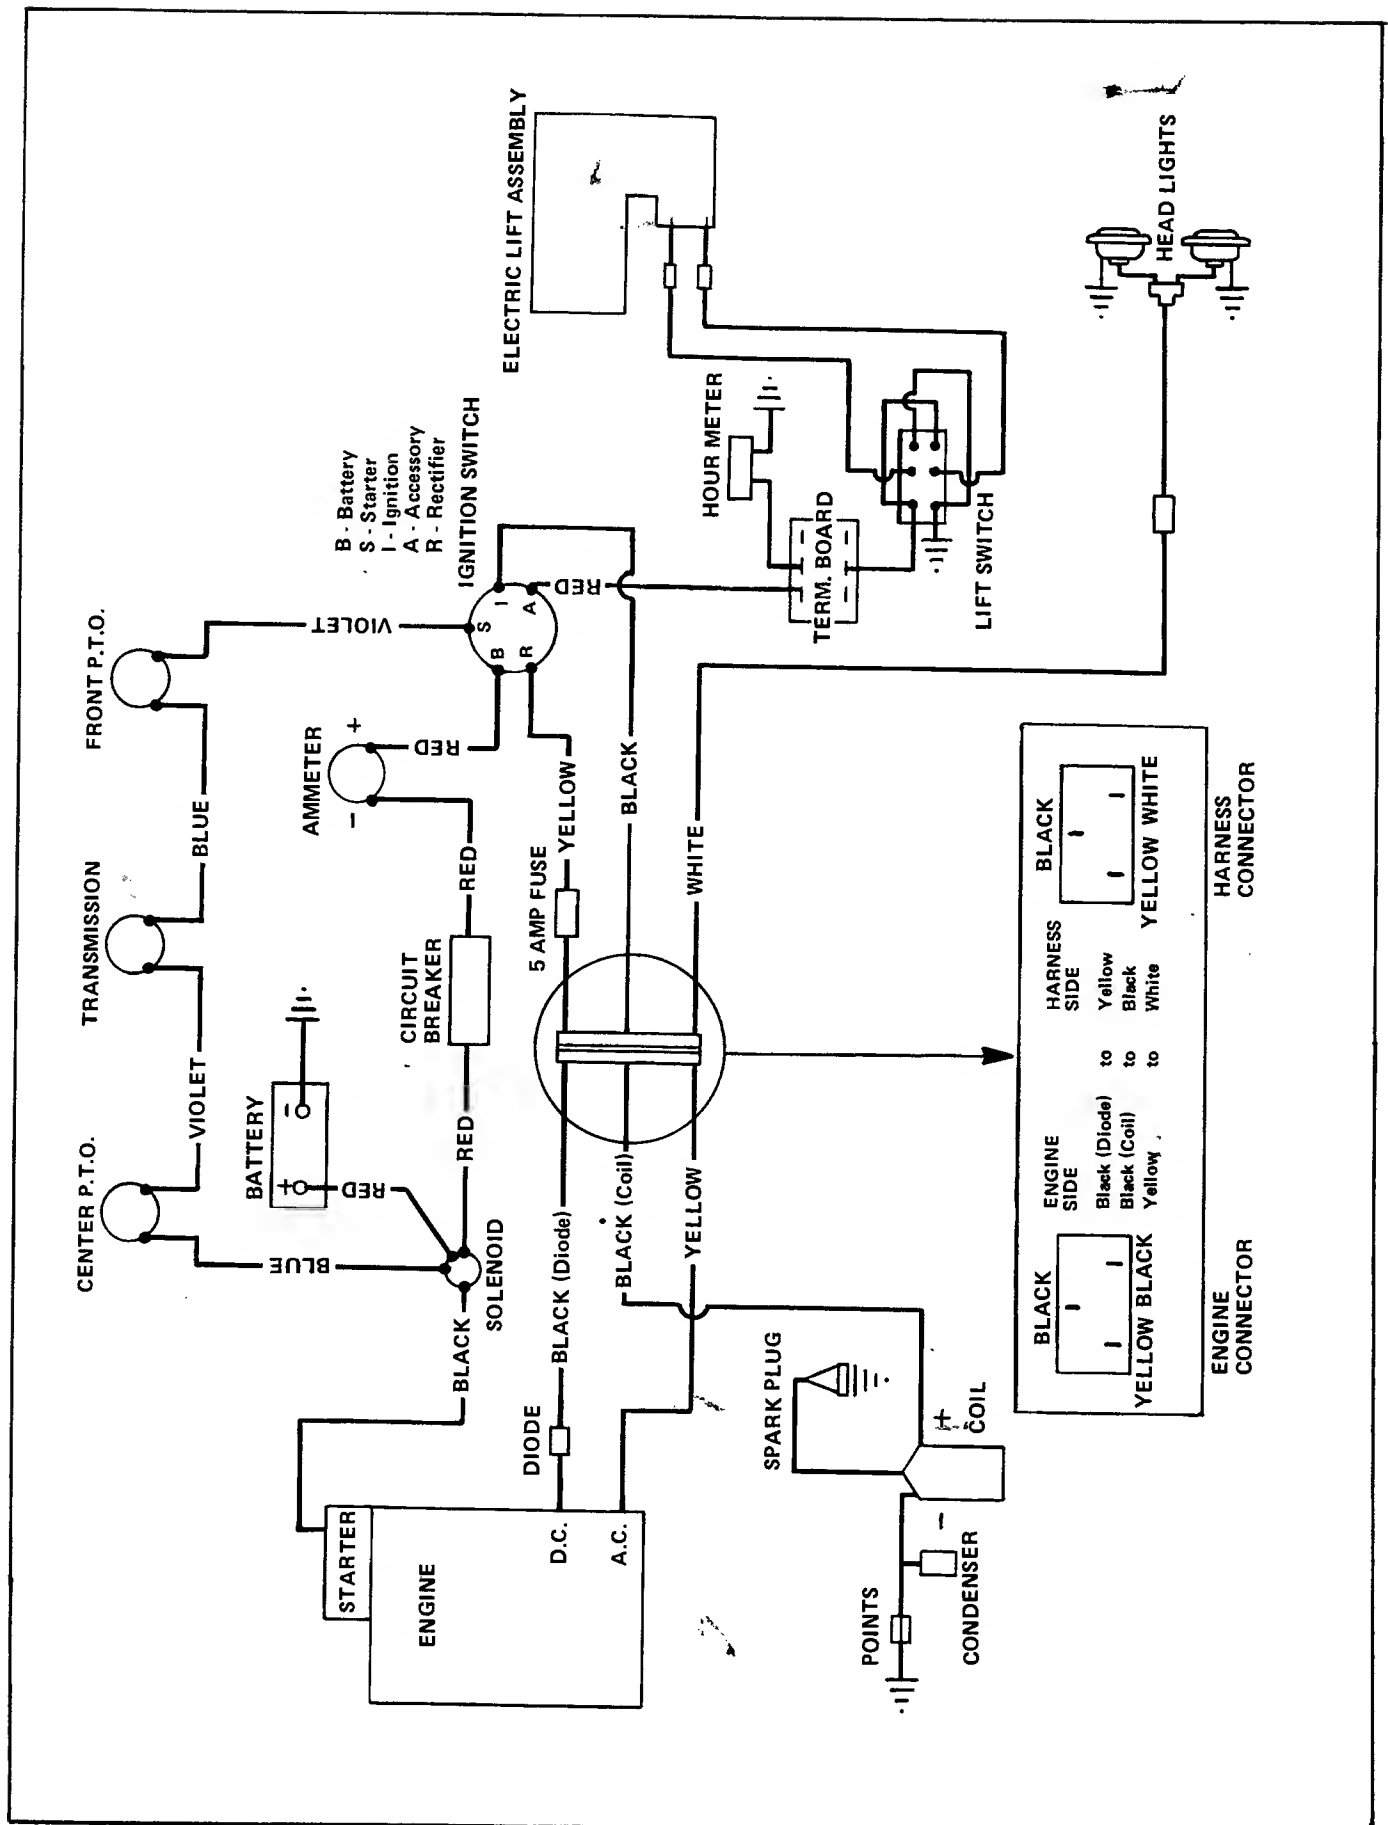 CENTER P.T.O.
VIOLET
TRANSMISSION
BLUE
FRONT P.T.O.
VIOLET
BLUE
BATTERY
+
-
RED
AMMETER
-
+
RED
B - Battery
S - Starter
I - Ignition
A - Accessory
R - Rectifier
IGNITION SWITCH
B
S
I
A
R
RED
STARTER
ENGINE
D.C.
A.C.
BLACK
SOLENOID
RED
CIRCUIT
BREAKER
RED
DIODE
BLACK (Diode)
5 AMP FUSE
YELLOW
BLACK (Coil)
BLACK
YELLOW
WHITE
ELECTRIC LIFT ASSEMBLY
HOUR METER
TERM. BOARD
LIFT SWITCH
HEAD LIGHTS
SPARK PLUG
POINTS
CONDENSER
-
+
COIL
BLACK
YELLOW BLACK
ENGINE
CONNECTOR
ENGINE
SIDE
HARNESS
SIDE
Black (Diode) to Yellow
Black (Coil) to Black
Yellow to White
BLACK
YELLOW WHITE
HARNESS
CONNECTOR